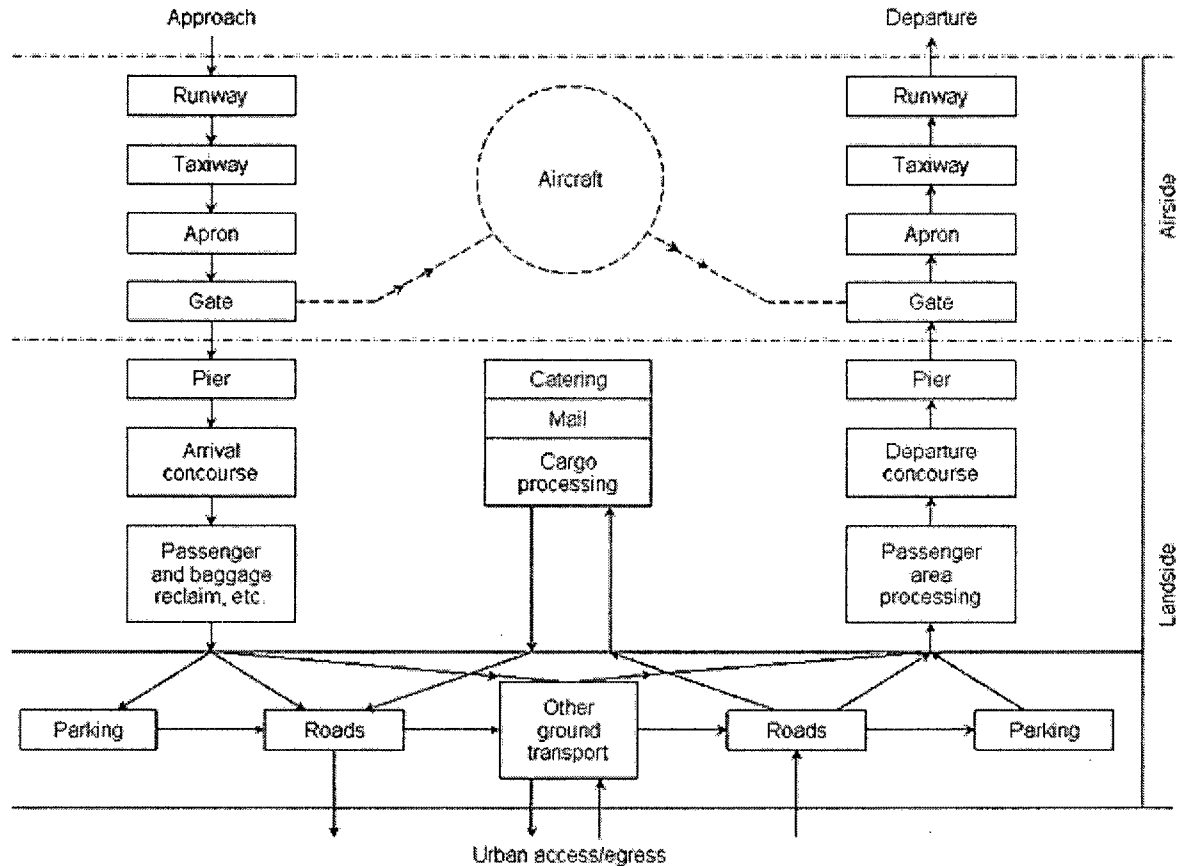 Approach
Departure
Runway
Runway
Taxiway
Aircraft
Taxiway
Airside
Apron
Apron
Gate
Gate
Pier
Catering
Pier
Mail
Arrival
concourse
Cargo
processing
Departure
concourse
Passenger
and baggage
reclaim, etc.
Passenger
area
processing
Landside
Parking
Roads
Other
ground
transport
Roads
Parking
Urban access/egress